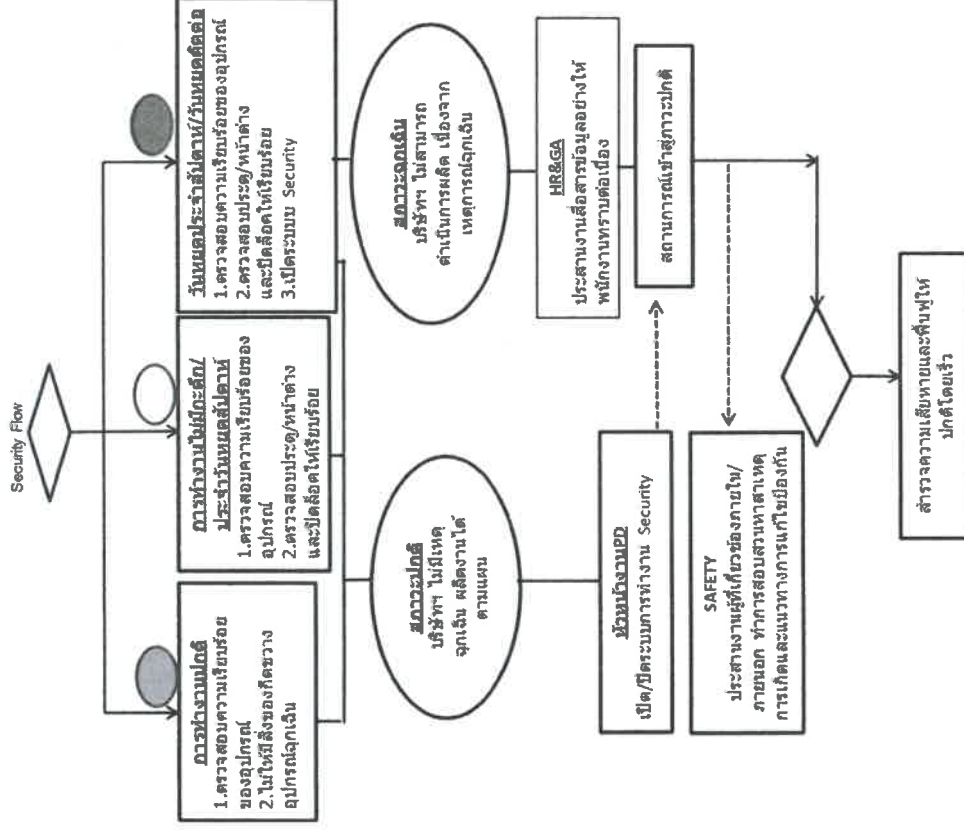 Security Flow
การทำงานปกติ
1.ตรวจสอบความเรียบร้อย
ของอุปกรณ์
2.ไม่ให้มีสิ่งของกีดขวาง
อุปกรณ์ฉุกเฉิน
การทำงานไม่มีกะดึก/
ประจำวันหยุดสัปดาห์
1.ตรวจสอบความเรียบร้อยของ
อุปกรณ์
2.ตรวจสอบประตู/หน้าต่าง
และปิดล็อคให้เรียบร้อย
วันหยุดประจำสัปดาห์/วันหยุดติดต่อ
1.ตรวจสอบความเรียบร้อยของอุปกรณ์
2.ตรวจสอบประตู/หน้าต่าง
และปิดล็อคให้เรียบร้อย
3.เปิดระบบ Security
สภาวะปกติ
บริษัทฯ ไม่มีเหตุ
ฉุกเฉิน ผลิตงานได้
ตามแผน
สภาวะฉุกเฉิน
บริษัทฯ ไม่สามารถ
ดำเนินการผลิต เนื่องจาก
เหตุการณ์ฉุกเฉิน
หัวหน้างานPD
เปิด/ปิดระบบการทำงาน Security
HR&GA
ประสานงานสื่อสารข้อมูลอย่างให้
พนักงานทราบต่อเนื่อง
สถานการณ์เข้าสู่ภาวะปกติ
SAFETY
ประสานงานผู้ที่เกี่ยวข้องภายใน/
ภายนอก ทำการสอบสวนหาสาเหตุ
การเกิดและแนวทางการแก้ไขป้องกัน
สำรวจความเสียหายและฟื้นฟูให้
ปกติโดยเร็ว